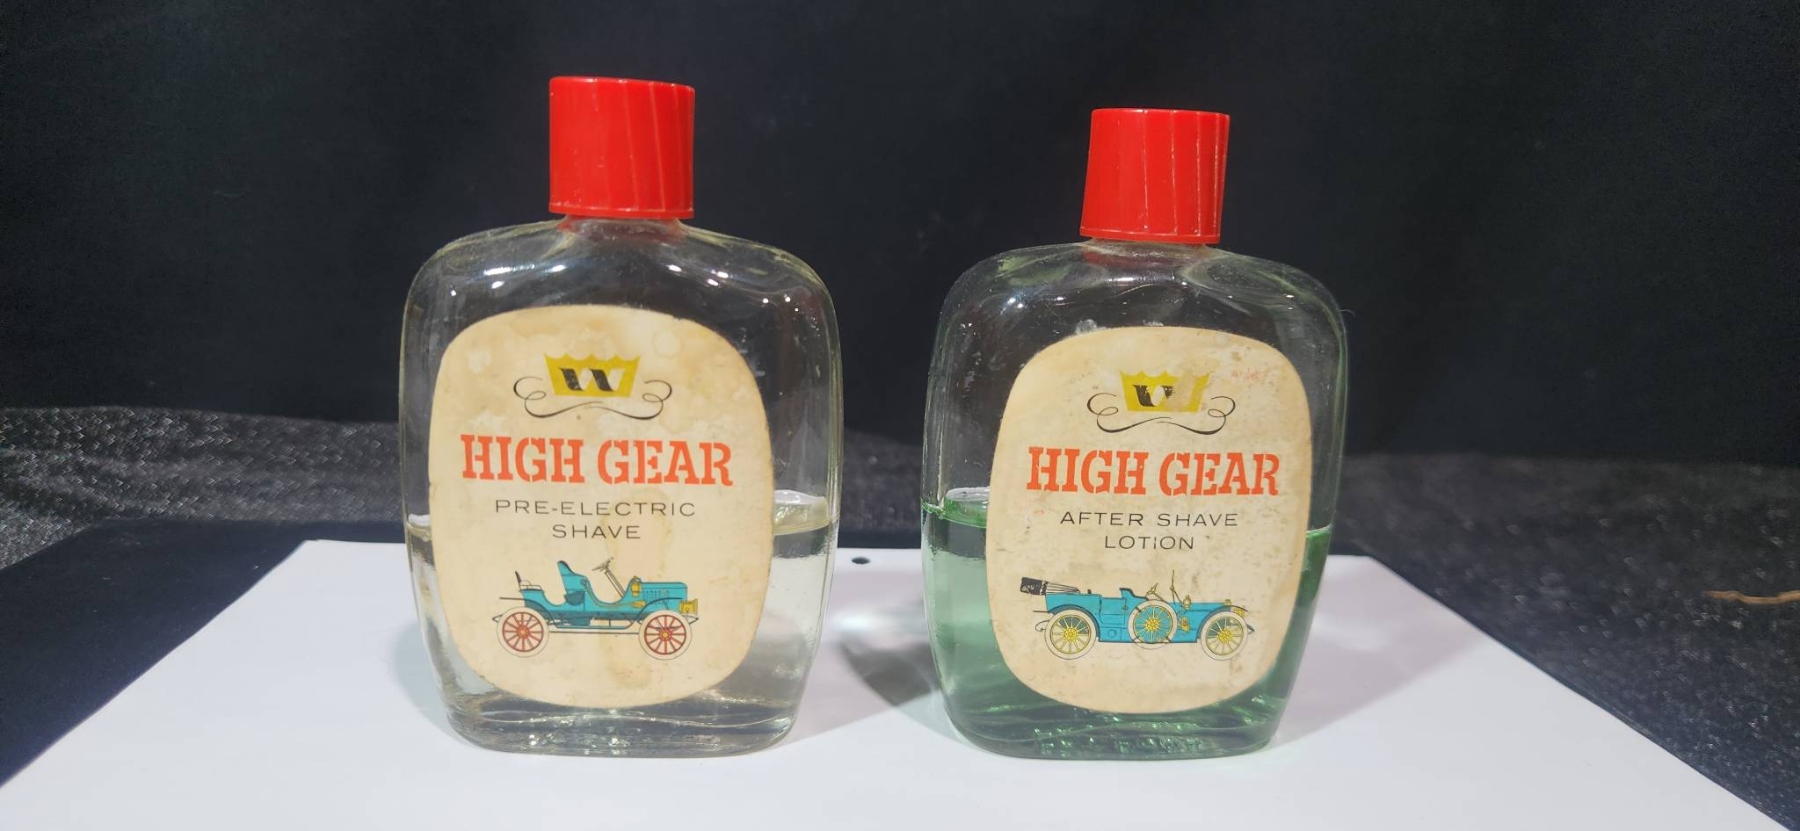 W
HIGH GEAR
PRE-ELECTRIC
SHAVE
W
HIGH GEAR
AFTER SHAVE
LOTION